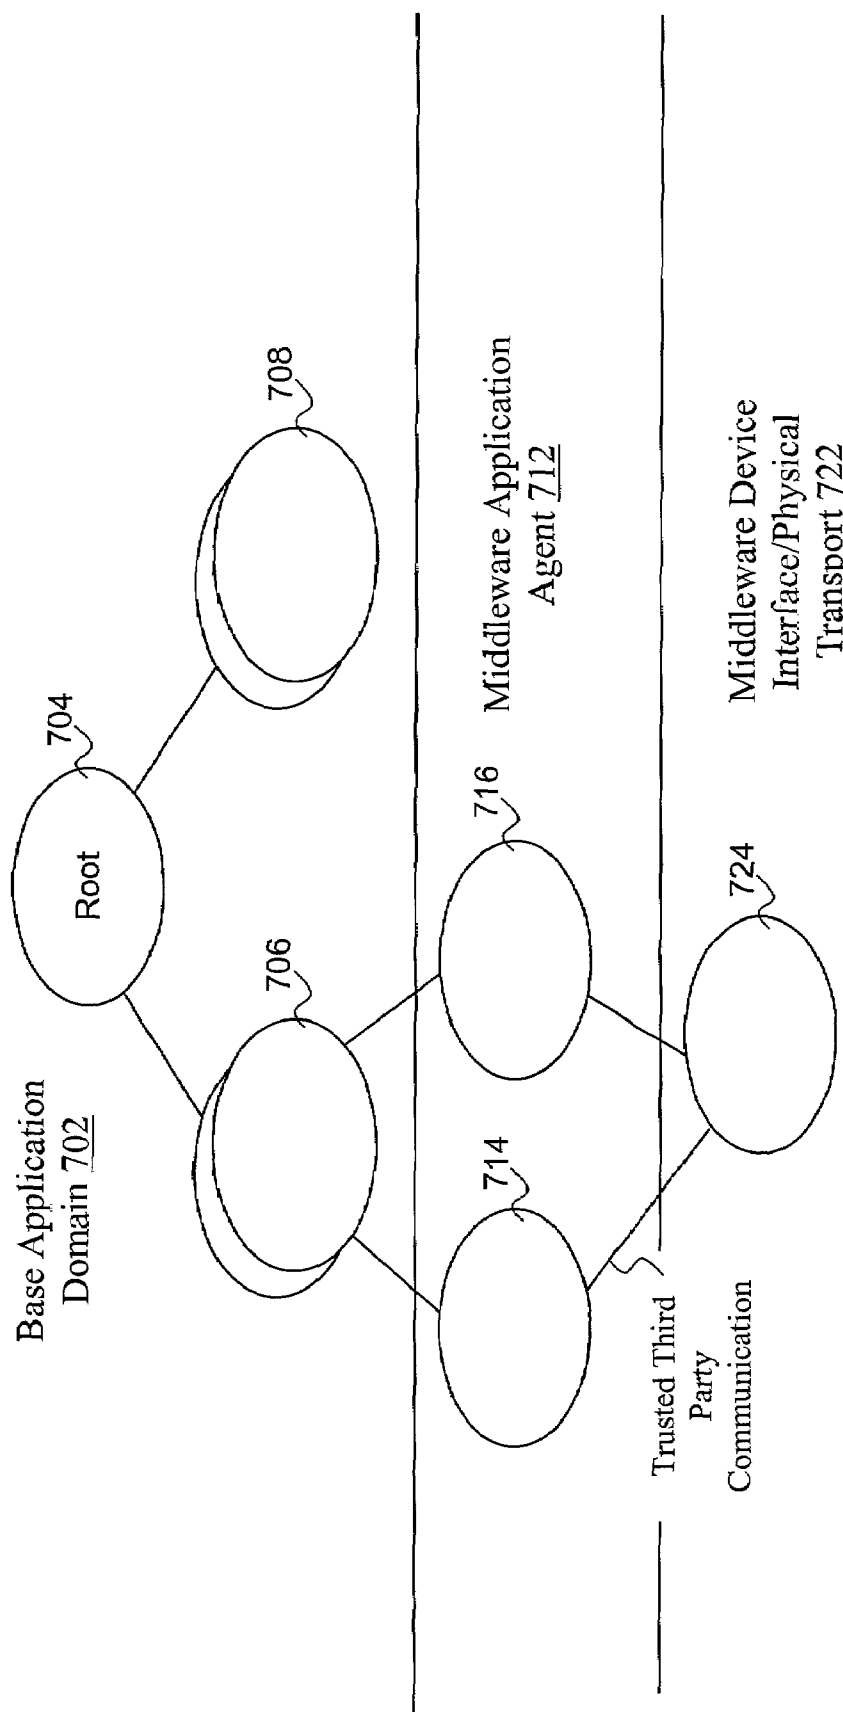 704
Root
Base Application
Domain 702
706
708
714
716
Middleware Application
Agent 712
Trusted Third
Party
Communication
724
Middleware Device
Interface/Physical
Transport 722